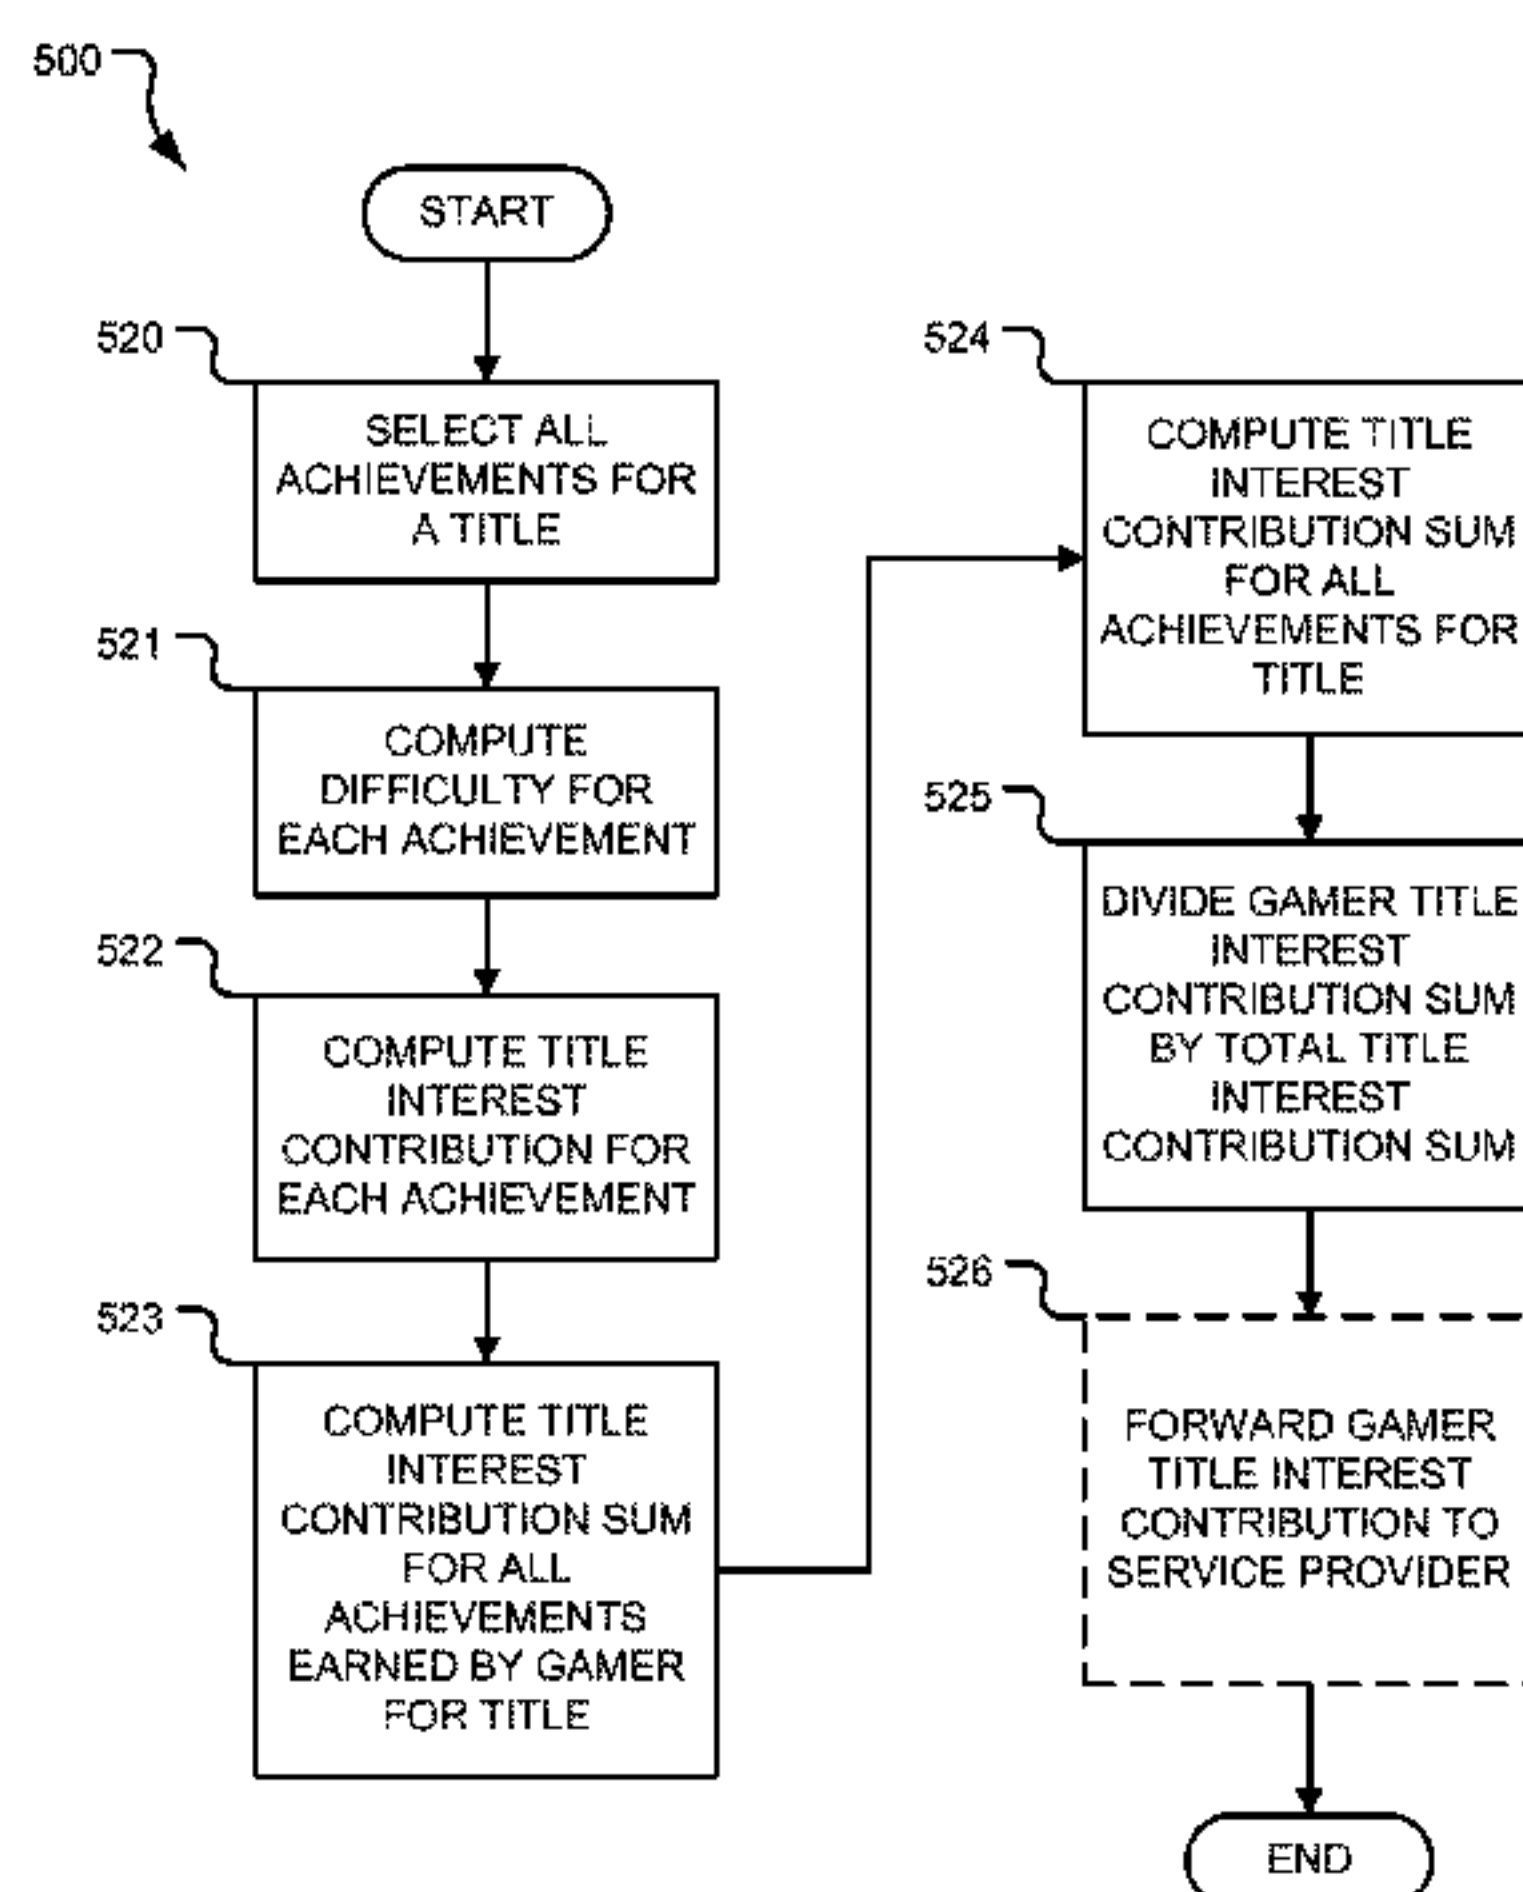 500
START
520
SELECT ALL
ACHIEVEMENTS FOR
A TITLE
521
COMPUTE
DIFFICULTY FOR
EACH ACHIEVEMENT
522
COMPUTE TITLE
INTEREST
CONTRIBUTION FOR
EACH ACHIEVEMENT
523
COMPUTE TITLE
INTEREST
CONTRIBUTION SUM
FOR ALL
ACHIEVEMENTS
EARNED BY GAMER
FOR TITLE
524
COMPUTE TITLE
INTEREST
CONTRIBUTION SUM
FOR ALL
ACHIEVEMENTS FOR
TITLE
525
DIVIDE GAMER TITLE
INTEREST
CONTRIBUTION SUM
BY TOTAL TITLE
INTEREST
CONTRIBUTION SUM
526
FORWARD GAMER
TITLE INTEREST
CONTRIBUTION TO
SERVICE PROVIDER
END